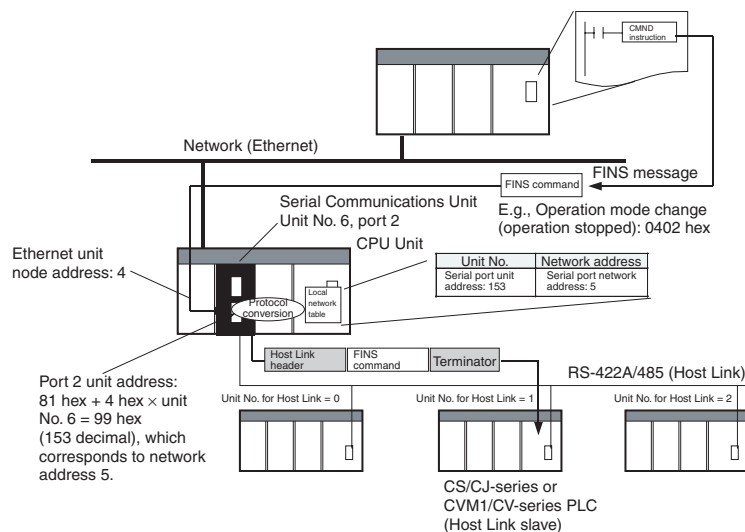 CMND
instruction
Network (Ethernet)
FINS message
FINS command
E.g., Operation mode change
(operation stopped): 0402 hex
Serial Communications Unit
Unit No. 6, port 2
CPU Unit
Ethernet unit
node address: 4
Unit No.
Network address
Serial port unit
address: 153
Serial port network
address: 5
Local
network
table
Protocol
conversion
Host Link
header
FINS
command
Terminator
Port 2 unit address:
81 hex + 4 hex × unit
No. 6 = 99 hex
(153 decimal), which
corresponds to network
address 5.
RS-422A/485 (Host Link)
Unit No. for Host Link = 0
Unit No. for Host Link = 1
Unit No. for Host Link = 2
CS/CJ-series or
CVM1/CV-series PLC
(Host Link slave)